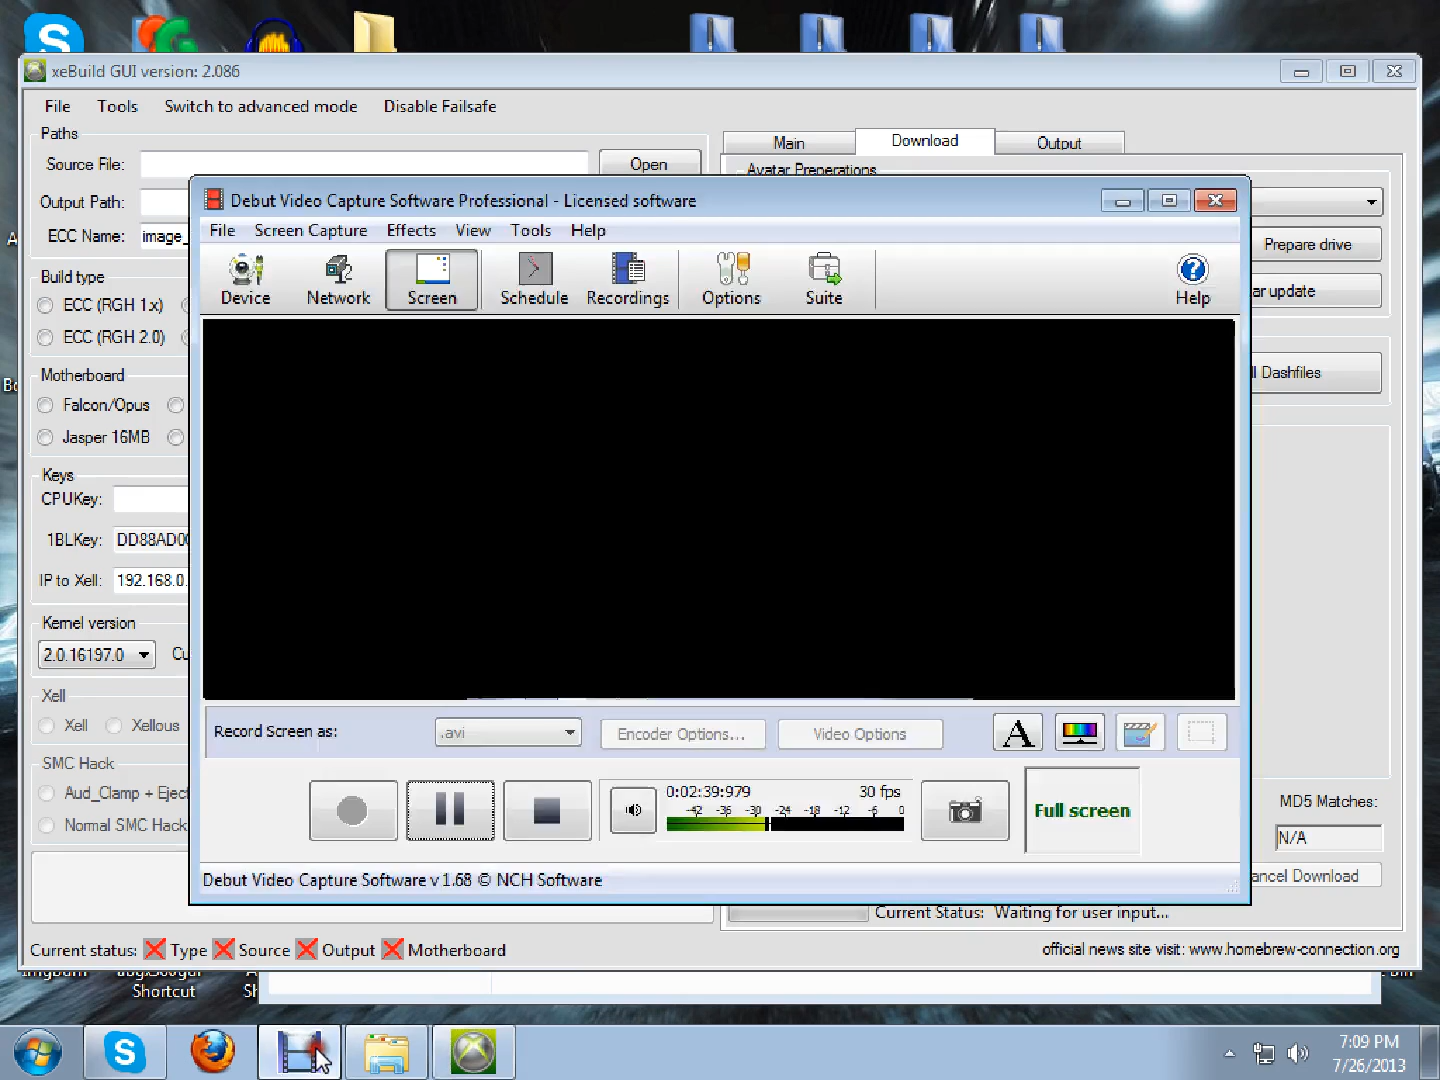 xeBuild GUI version: 2.086
File Tools Switch to advanced mode Disable Failsafe
Paths
Source File: Open
Output Path:
ECC Name: image_
Build type
ECC (RGH 1.x)
ECC (RGH 2.0)
Motherboard
Falcon/Opus
Jasper 16MB
Keys
CPUKey:
1BLKey: DD88AD0
IP to Xell: 192.168.0.
Kernel version
2.0.16197.0
Xell
Xell Xellous
SMC Hack
Aud_Clamp + Eject
Normal SMC Hack
Main Download Output
Avatar Preperations
Prepare drive
ar update
l Dashfiles
MD5 Matches:
N/A
ancel Download
Current Status: Waiting for user input...
Current status: Type Source Output Motherboard
official news site visit: www.homebrew-connection.org
Debut Video Capture Software Professional - Licensed software
File Screen Capture Effects View Tools Help
Device Network Screen Schedule Recordings Options Suite Help
Record Screen as: .avi Encoder Options... Video Options A
0:02:39:979 30 fps
-42 -36 -30 -24 -18 -12 -6 0
Full screen
Debut Video Capture Software v 1.68 © NCH Software
Shortcut
7:09 PM
7/26/2013